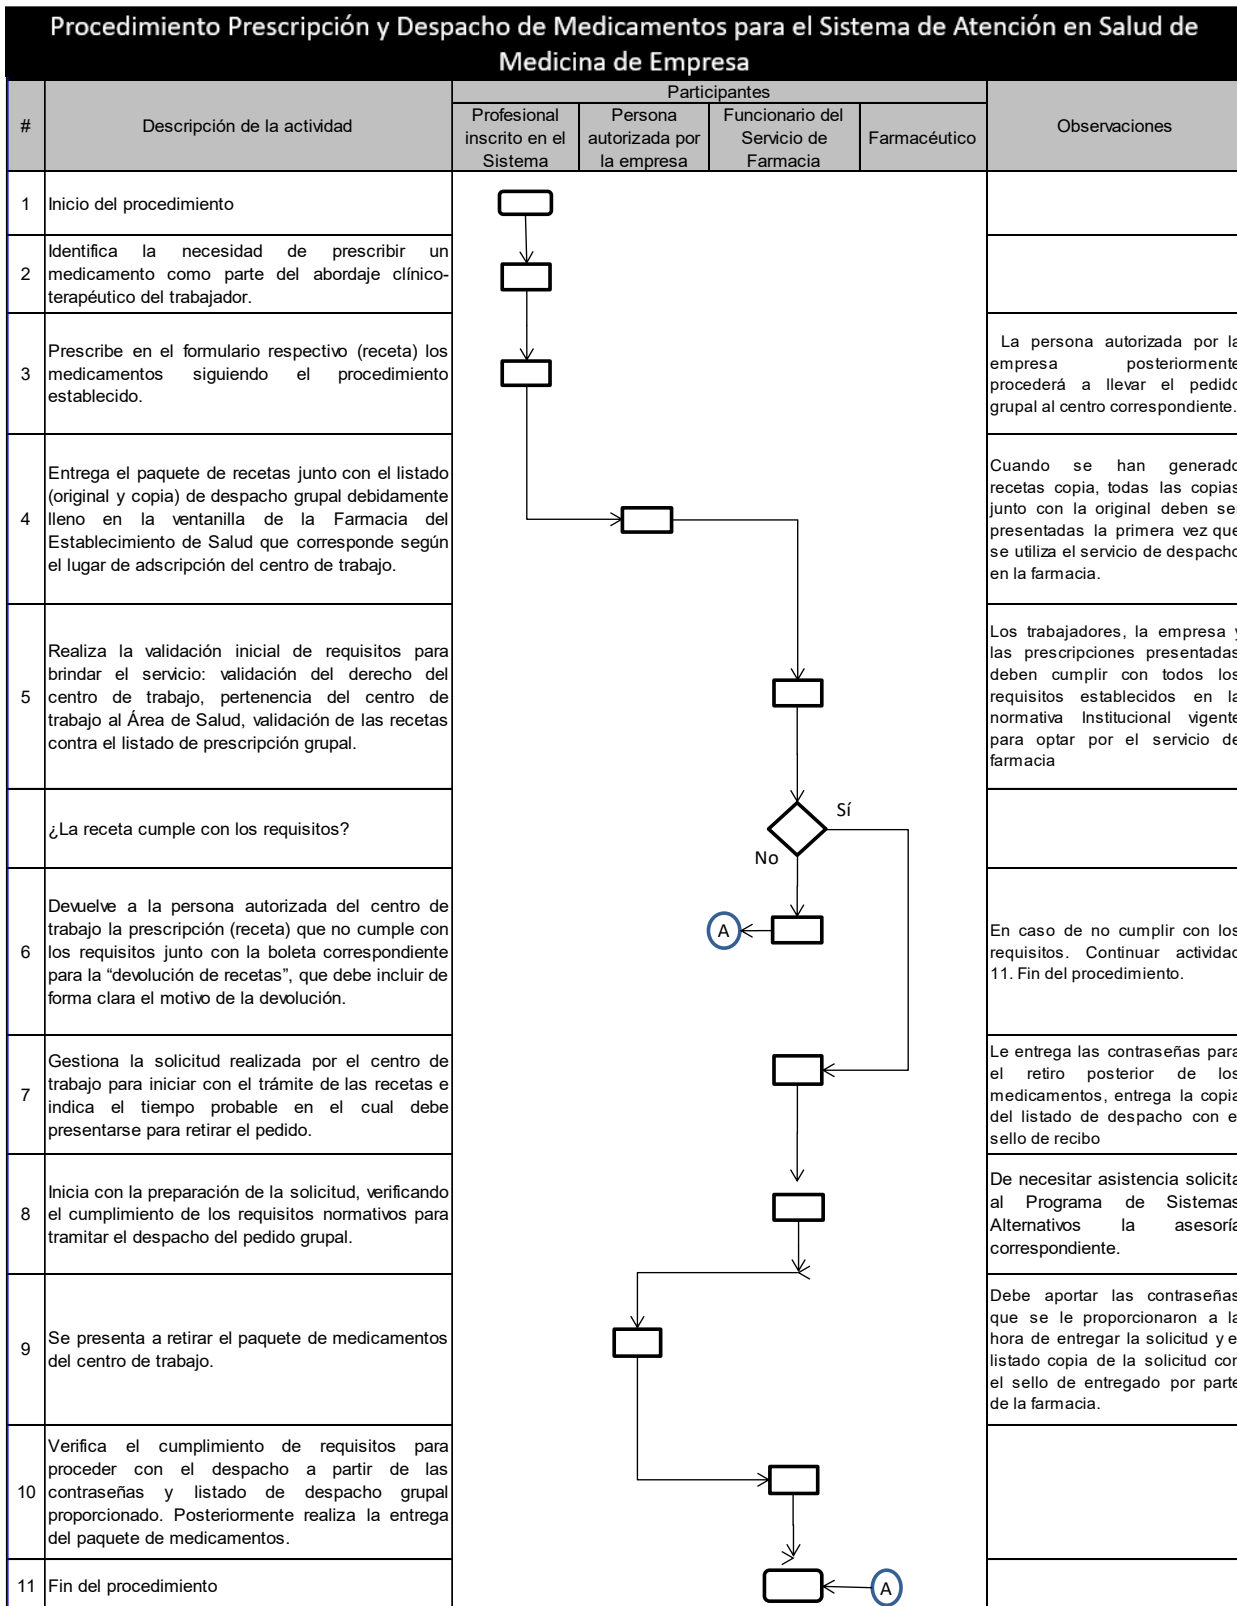 Procedimiento Prescripción y Despacho de Medicamentos para el Sistema de Atención en Salud de
Medicina de Empresa
#
Descripción de la actividad
Participantes
Profesional
inscrito en el
Sistema
Persona
autorizada por
la empresa
Funcionario del
Servicio de
Farmacia
Farmacéutico
Observaciones
1
Inicio del procedimiento
2
Identifica la necesidad de prescribir un
medicamento como parte del abordaje clínico-
terapéutico del trabajador.
3
Prescribe en el formulario respectivo (receta) los
medicamentos siguiendo el procedimiento
establecido.
La persona autorizada por la
empresa posteriormente
procederá a llevar el pedido
grupal al centro correspondiente.
4
Entrega el paquete de recetas junto con el listado
(original y copia) de despacho grupal debidamente
lleno en la ventanilla de la Farmacia del
Establecimiento de Salud que corresponde según
el lugar de adscripción del centro de trabajo.
Cuando se han generado
recetas copia, todas las copias
junto con la original deben ser
presentadas la primera vez que
se utiliza el servicio de despacho
en la farmacia.
5
Realiza la validación inicial de requisitos para
brindar el servicio: validación del derecho del
centro de trabajo, pertenencia del centro de
trabajo al Área de Salud, validación de las recetas
contra el listado de prescripción grupal.
Los trabajadores, la empresa y
las prescripciones presentadas
deben cumplir con todos los
requisitos establecidos en la
normativa Institucional vigente
para optar por el servicio de
farmacia
¿La receta cumple con los requisitos?
Sí
No
6
Devuelve a la persona autorizada del centro de
trabajo la prescripción (receta) que no cumple con
los requisitos junto con la boleta correspondiente
para la “devolución de recetas”, que debe incluir de
forma clara el motivo de la devolución.
A
En caso de no cumplir con los
requisitos. Continuar actividad
11. Fin del procedimiento.
7
Gestiona la solicitud realizada por el centro de
trabajo para iniciar con el trámite de las recetas e
indica el tiempo probable en el cual debe
presentarse para retirar el pedido.
Le entrega las contraseñas para
el retiro posterior de los
medicamentos, entrega la copia
del listado de despacho con el
sello de recibo
8
Inicia con la preparación de la solicitud, verificando
el cumplimiento de los requisitos normativos para
tramitar el despacho del pedido grupal.
De necesitar asistencia solicita
al Programa de Sistemas
Alternativos la asesoría
correspondiente.
9
Se presenta a retirar el paquete de medicamentos
del centro de trabajo.
Debe aportar las contraseñas
que se le proporcionaron a la
hora de entregar la solicitud y el
listado copia de la solicitud con
el sello de entregado por parte
de la farmacia.
10
Verifica el cumplimiento de requisitos para
proceder con el despacho a partir de las
contraseñas y listado de despacho grupal
proporcionado. Posteriormente realiza la entrega
del paquete de medicamentos.
11
Fin del procedimiento
A